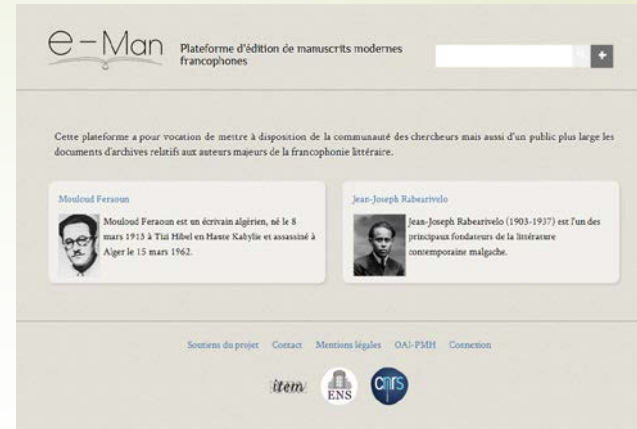 e-Man
Plateforme d'édition de manuscrits modernes
francophones
+
Cette plateforme a pour vocation de mettre à disposition de la communauté des chercheurs mais aussi d'un public plus large les
documents d'archives relatifs aux auteurs majeurs de la francophonie littéraire.
Mouloud Feraoun
Mouloud Feraoun est un écrivain algérien, né le 8
mars 1913 à Tizi Hibel en Haute Kabylie et assassiné à
Alger le 15 mars 1962.
Jean-Joseph Rabearivelo
Jean-Joseph Rabearivelo (1903-1937) est l'un des
principaux fondateurs de la littérature
contemporaine malgache.
Soutiens du projet Contact Mentions légales OAI-PMH Connexion
item ENS cnrs